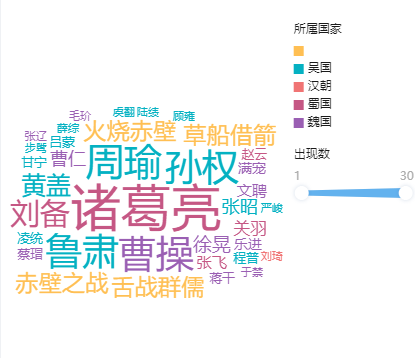 所属国家
吴国
汉朝
蜀国
魏国
出现数
1 30
毛玠 虞翻 陆绩 顾雍
张辽 薛综 火烧赤壁 草船借箭
步骘 吕蒙
甘宁 曹仁 周瑜 孙权 赵云
满宠
黄盖 诸葛亮 文聘
刘备 张昭 严峻
关羽
凌统 鲁肃 曹操 徐晃 乐进
蔡瑁 张飞 程普 刘琦
赤壁之战 舌战群儒 蒋干 于禁